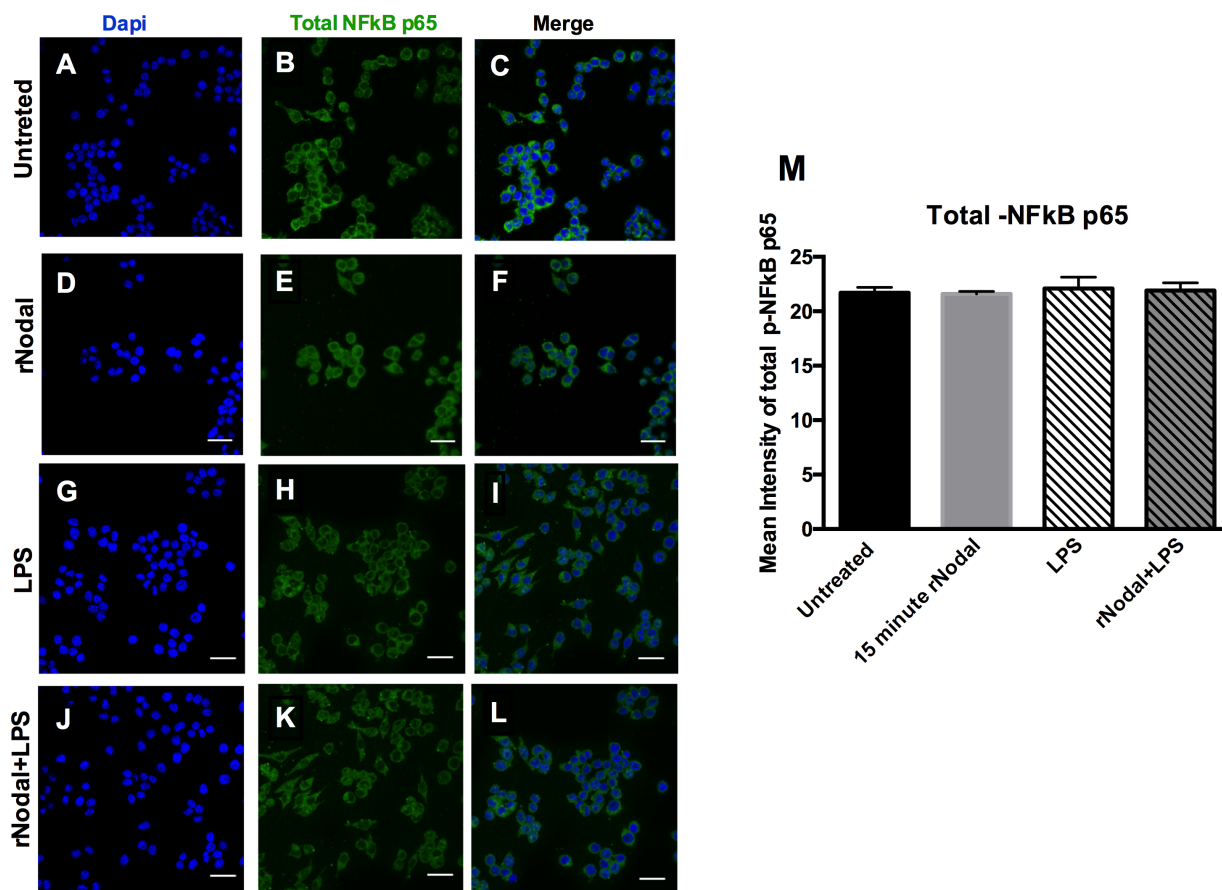 Dapi
Total NFkB p65
Merge
Untreted
A
B
C
rNodal
D
E
F
LPS
G
H
I
rNodal+LPS
J
K
L
M
Total -NFkB p65
Mean Intensity of total p-NFkB p65
25
20
15
10
5
0
Untreated
15 minute rNodal
LPS
rNodal+LPS